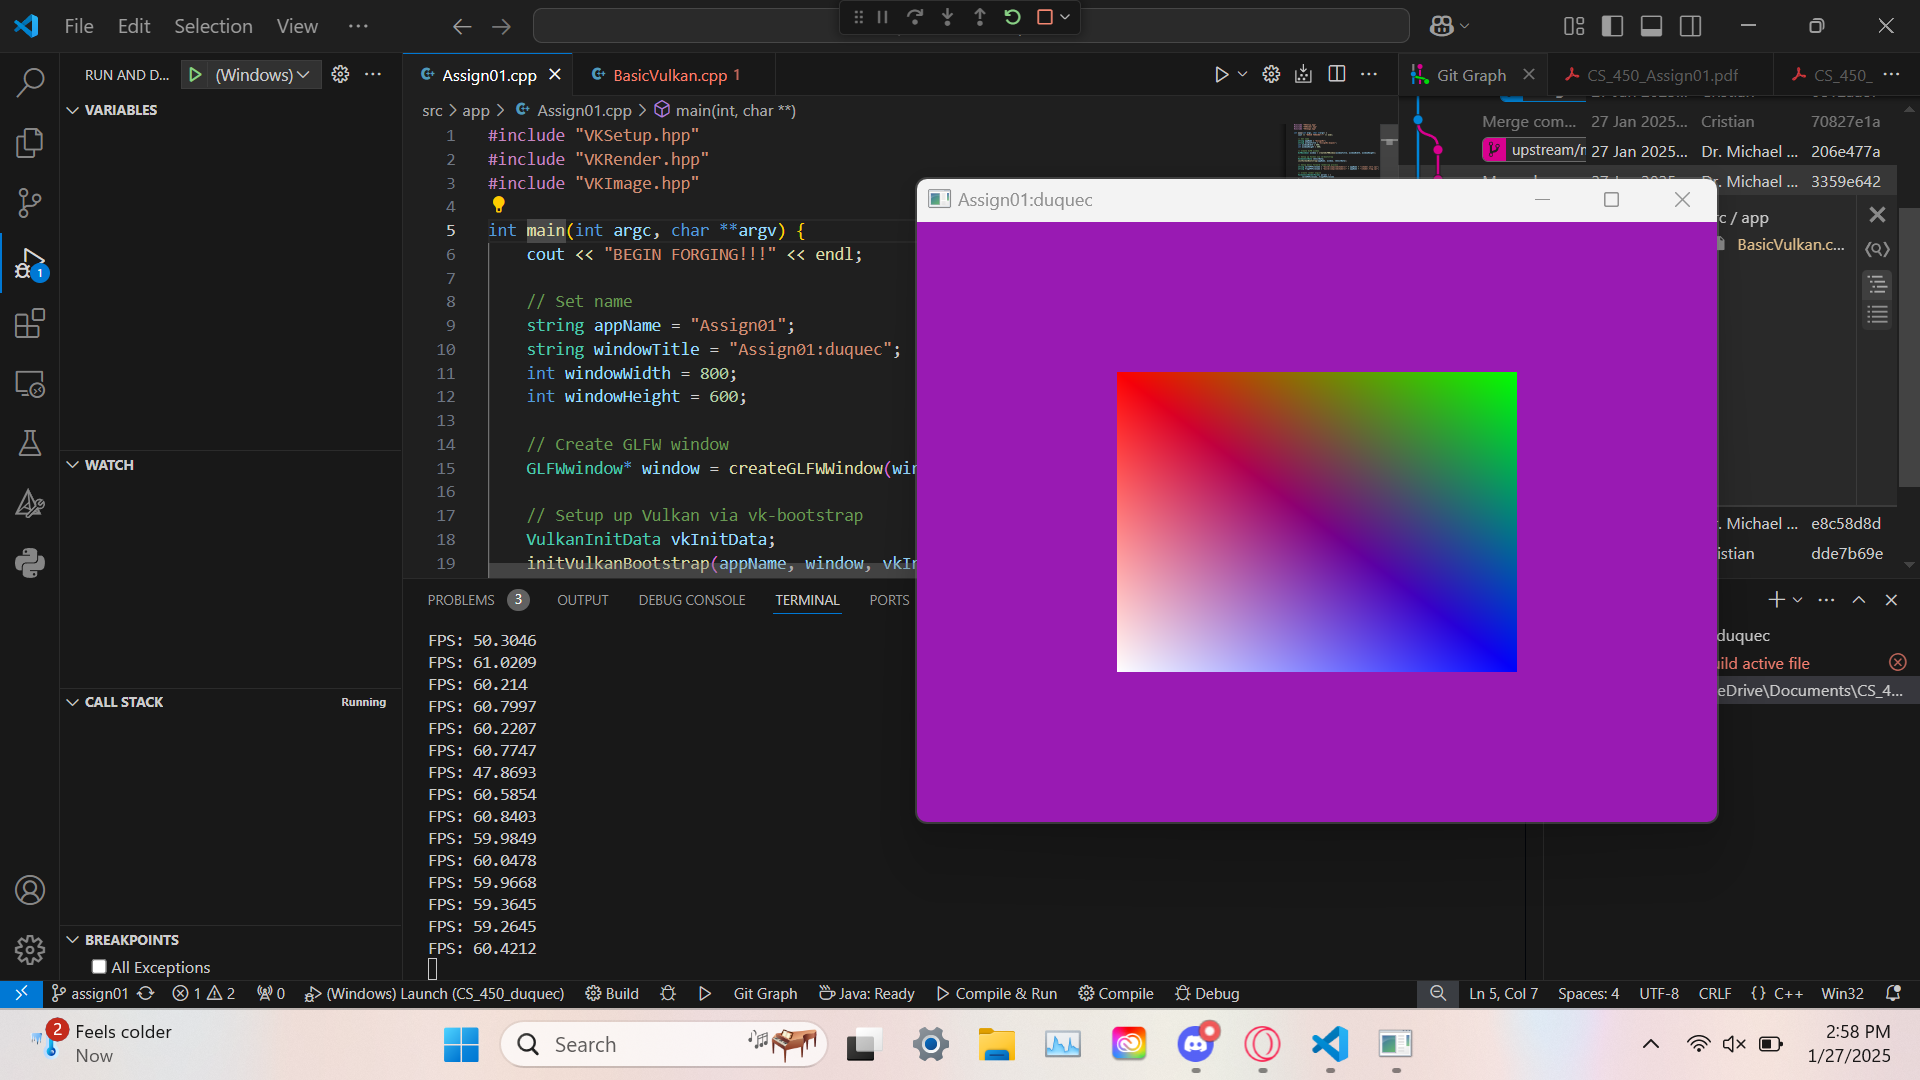 File Edit Selection View ···
RUN AND D... (Windows)
VARIABLES
WATCH
CALL STACK Running
BREAKPOINTS
All Exceptions
1
Assign01.cpp BasicVulkan.cpp 1
src > app > Assign01.cpp > main(int, char **)
1 #include "VKSetup.hpp"
2 #include "VKRender.hpp"
3 #include "VKImage.hpp"
4
5 int main(int argc, char **argv) {
6 cout << "BEGIN FORGING!!!" << endl;
7
8 // Set name
9 string appName = "Assign01";
10 string windowTitle = "Assign01:duquec";
11 int windowWidth = 800;
12 int windowHeight = 600;
13
14 // Create GLFW window
15 GLFWwindow* window = createGLFWWindow(win
16
17 // Setup up Vulkan via vk-bootstrap
18 VulkanInitData vkInitData;
19 initVulkanBootstrap(appName, window, vkIn
Git Graph CS_450_Assign01.pdf CS_450_
Merge com... 27 Jan 2025... Cristian 70827e1a
upstream/m 27 Jan 2025... Dr. Michael ... 206e477a
Dr. Michael ... 3359e642
/ app
BasicVulkan.c...
. Michael ... e8c58d8d
istian dde7b69e
Assign01:duquec
PROBLEMS 3 OUTPUT DEBUG CONSOLE TERMINAL PORTS
FPS: 50.3046
FPS: 61.0209
FPS: 60.214
FPS: 60.7997
FPS: 60.2207
FPS: 60.7747
FPS: 47.8693
FPS: 60.5854
FPS: 60.8403
FPS: 59.9849
FPS: 60.0478
FPS: 59.9668
FPS: 59.3645
FPS: 59.2645
FPS: 60.4212
duquec
uild active file
eDrive\Documents\CS_4...
assign01 1 2 0 (Windows) Launch (CS_450_duquec) Build Git Graph Java: Ready Compile & Run Compile Debug Ln 5, Col 7 Spaces: 4 UTF-8 CRLF {} C++ Win32
2 Feels colder
Now
Search
2:58 PM
1/27/2025